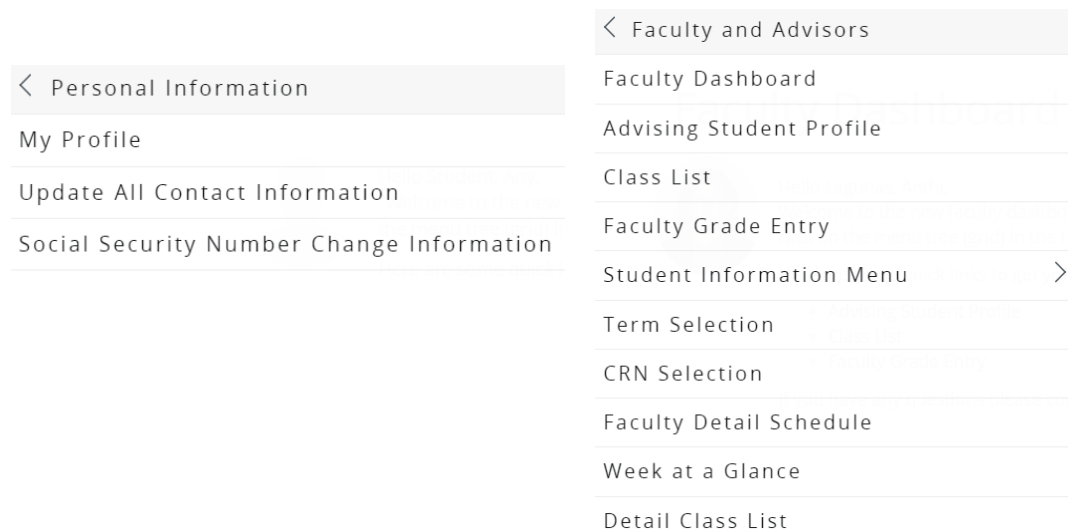 Personal Information
My Profile
Update All Contact Information
Social Security Number Change Information
Faculty and Advisors
Faculty Dashboard
Advising Student Profile
Class List
Faculty Grade Entry
Student Information Menu
Term Selection
CRN Selection
Faculty Detail Schedule
Week at a Glance
Detail Class List